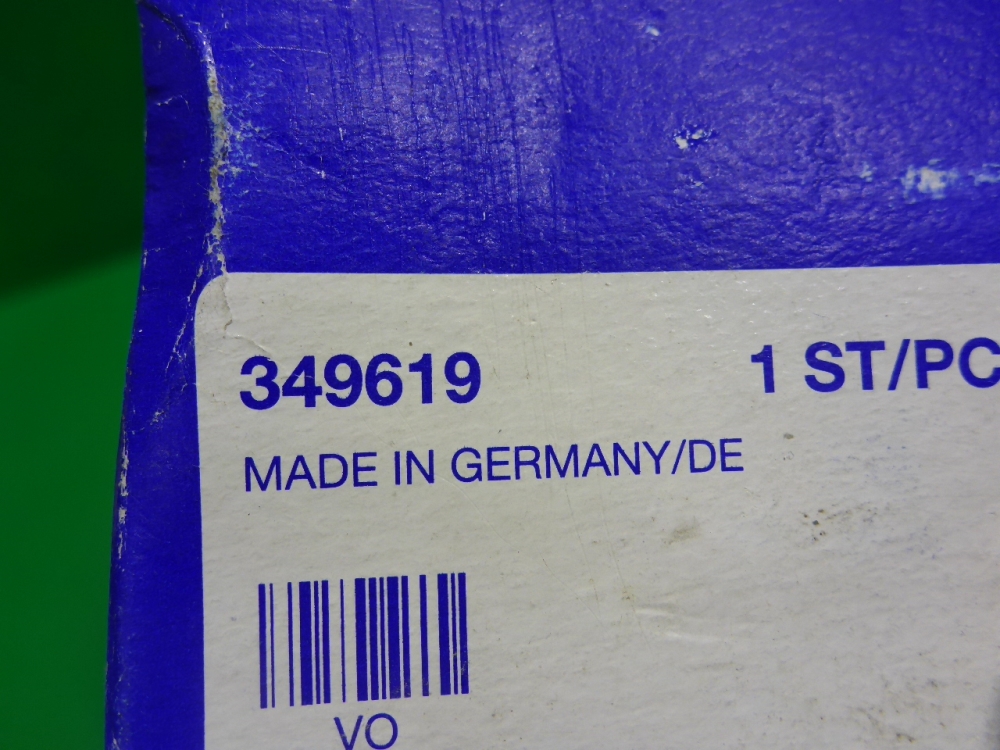 349619 1 ST/PC
MADE IN GERMANY/DE
VO